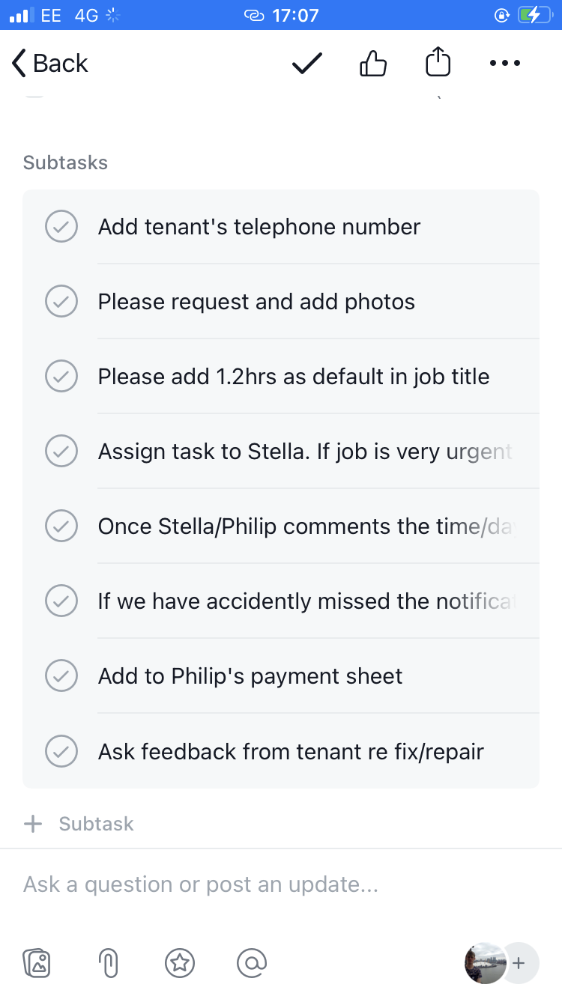 EE 4G 17:07
Back
Subtasks
Add tenant's telephone number
Please request and add photos
Please add 1.2hrs as default in job title
Assign task to Stella. If job is very urgent
Once Stella/Philip comments the time/da
If we have accidently missed the notifica
Add to Philip's payment sheet
Ask feedback from tenant re fix/repair
+ Subtask
Ask a question or post an update...